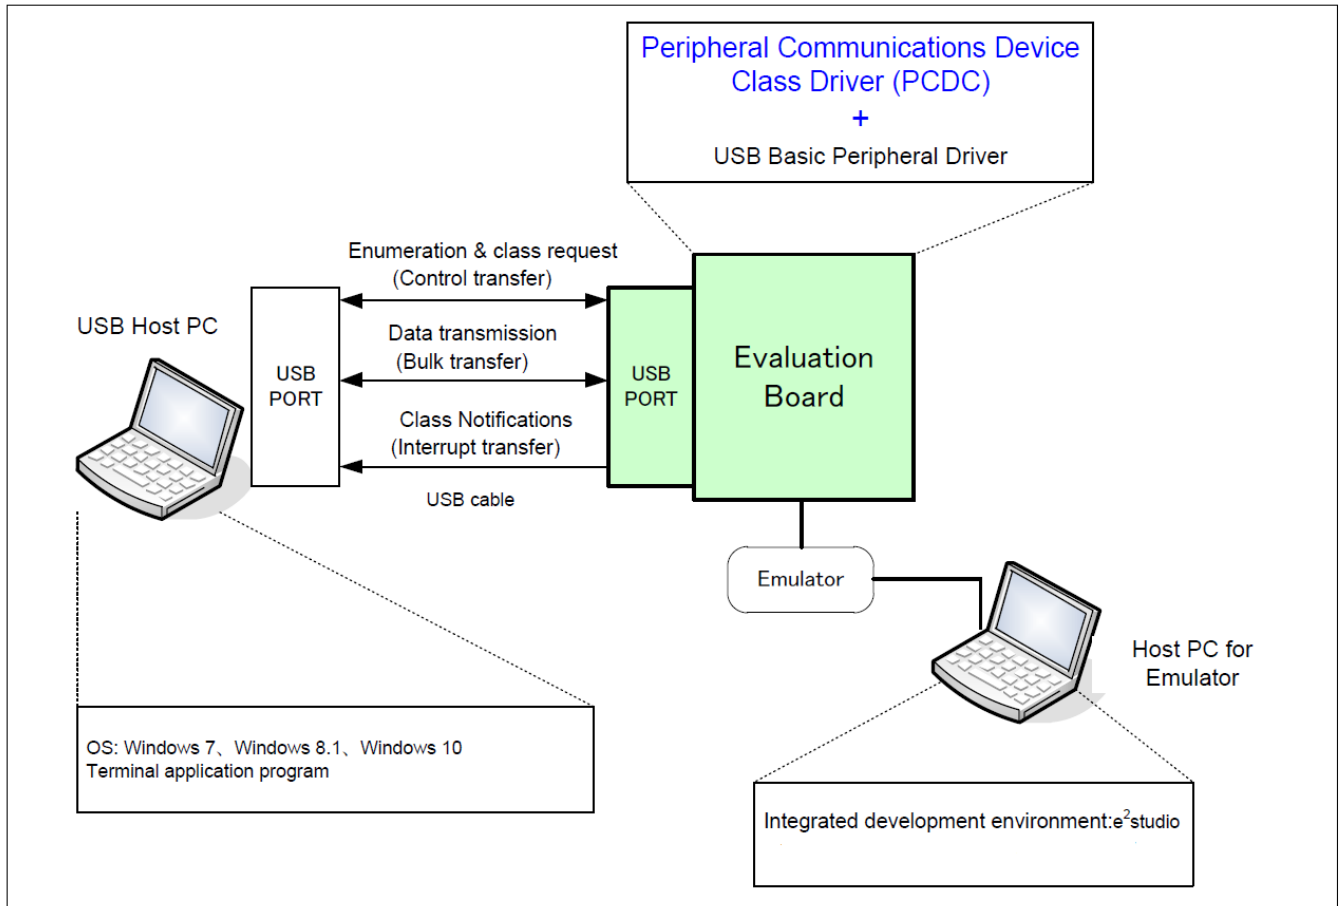 Peripheral Communications Device
Class Driver (PCDC)
+
USB Basic Peripheral Driver
Enumeration & class request
(Control transfer)
USB Host PC
Data transmission
(Bulk transfer)
USB
PORT
USB
PORT
Evaluation
Board
Class Notifications
(Interrupt transfer)
USB cable
Emulator
Host PC for
Emulator
OS: Windows 7、Windows 8.1、Windows 10
Terminal application program
Integrated development environment:e²studio